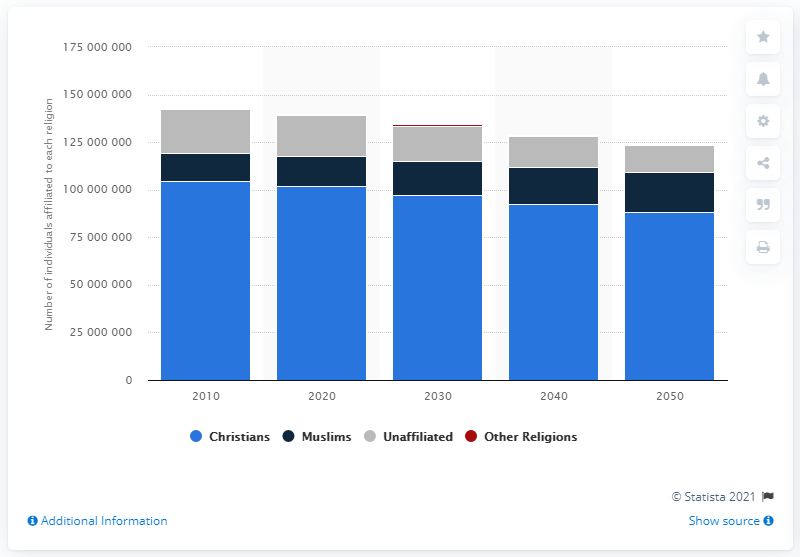 175 000 000
150 000 000
125 000 000
100 000 000
75 000 000
50 000 000
25 000 000
0
Number of individuals affiliated to each religion
2010 2020 2030 2040 2050
Christians Muslims Unaffiliated Other Religions
© Statista 2021
Additional Information Show source